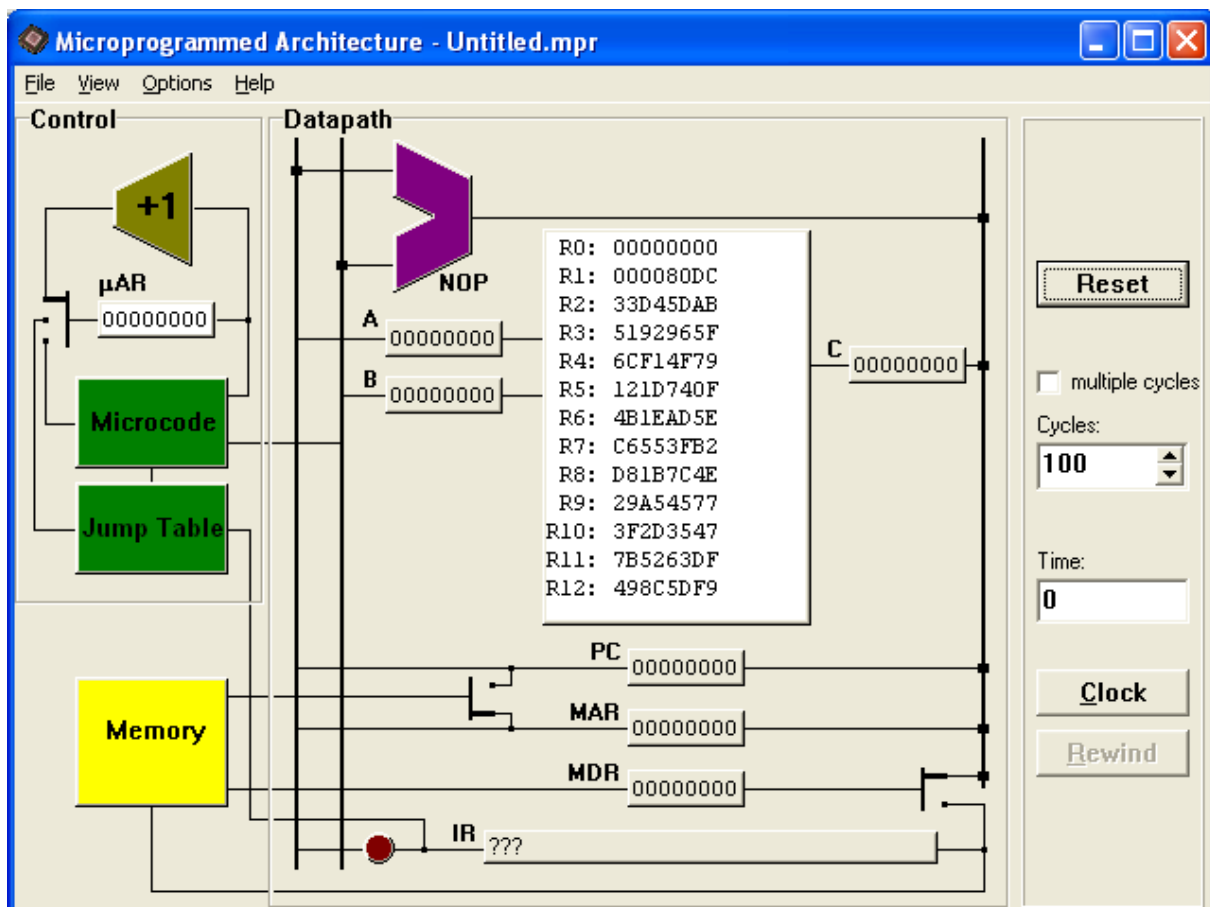 Microprogrammed Architecture - Untitled.mpr
File View Options Help
Control
Datapath
+1
µAR
00000000
Microcode
Jump Table
Memory
NOP
A
00000000
B
00000000
R0: 00000000
R1: 000080DC
R2: 33D45DAB
R3: 5192965F
R4: 6CF14F79
R5: 121D740F
R6: 4B1EAD5E
R7: C6553FB2
R8: D81B7C4E
R9: 29A54577
R10: 3F2D3547
R11: 7B5263DF
R12: 498C5DF9
C
00000000
PC
00000000
MAR
00000000
MDR
00000000
IR
???
Reset
multiple cycles
Cycles:
100
Time:
0
Clock
Rewind